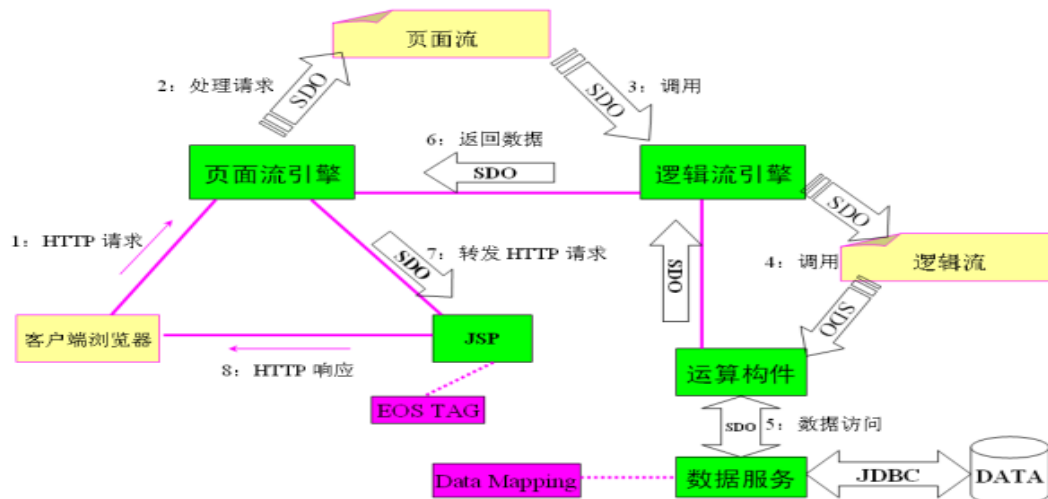 页面流
2：处理请求
SDO
SDO
3：调用
6：返回数据
SDO
页面流引擎
逻辑流引擎
SDO
1：HTTP 请求
7：转发 HTTP 请求
SDO
SDO
4：调用
逻辑流
SDO
客户端浏览器
JSP
8：HTTP 响应
运算构件
EOS TAG
SDO
5：数据访问
Data Mapping
数据服务
JDBC
DATA